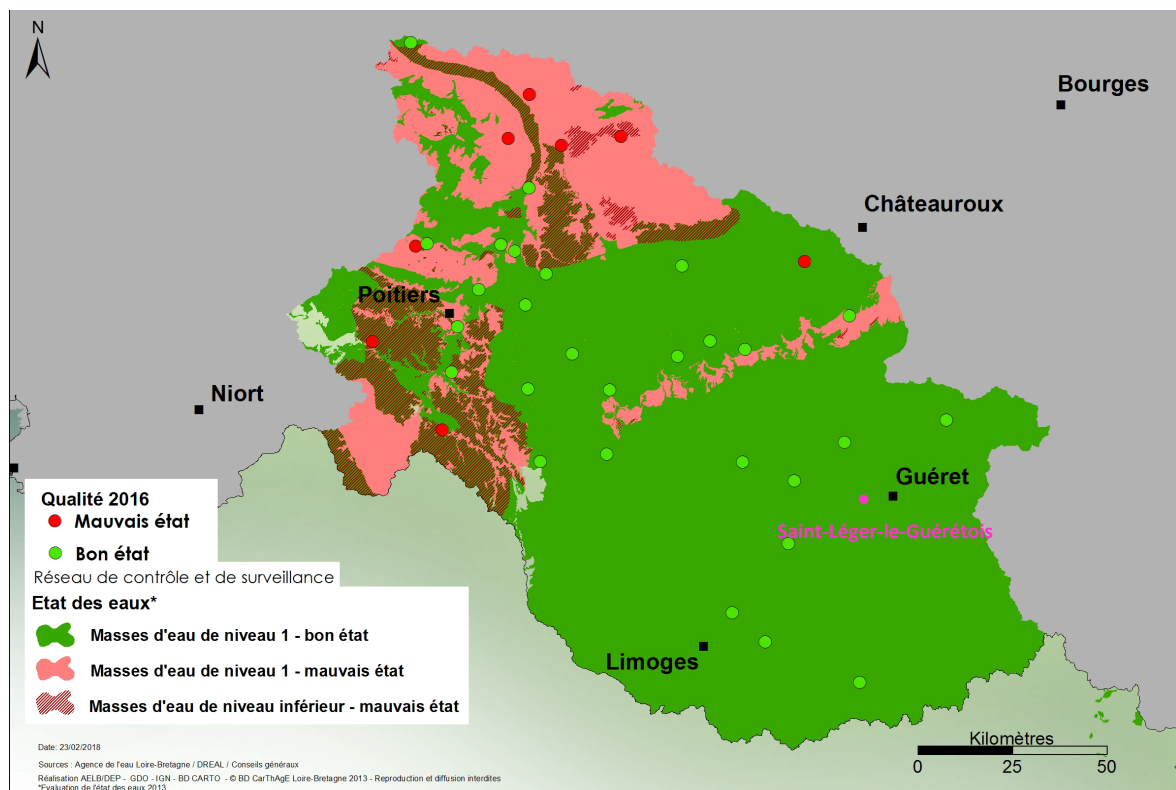 N
Bourges
Châteauroux
Poitiers
Niort
Guéret
Saint-Léger-le-Guérétois
Limoges
Qualité 2016
Mauvais état
Bon état
Réseau de contrôle et de surveillance
Etat des eaux*
Masses d'eau de niveau 1 - bon état
Masses d'eau de niveau 1 - mauvais état
Masses d'eau de niveau inférieur - mauvais état
Kilomètres
0 25 50
Date: 23/02/2018
Sources : Agence de l'eau Loire-Bretagne / DREAL / Conseils généraux
Réalisation AELB/DEP - GDO - IGN - BD CARTO - © BD CarThAgE Loire-Bretagne 2013 - Reproduction et diffusion interdites
*Evaluation de l'état des eaux 2013